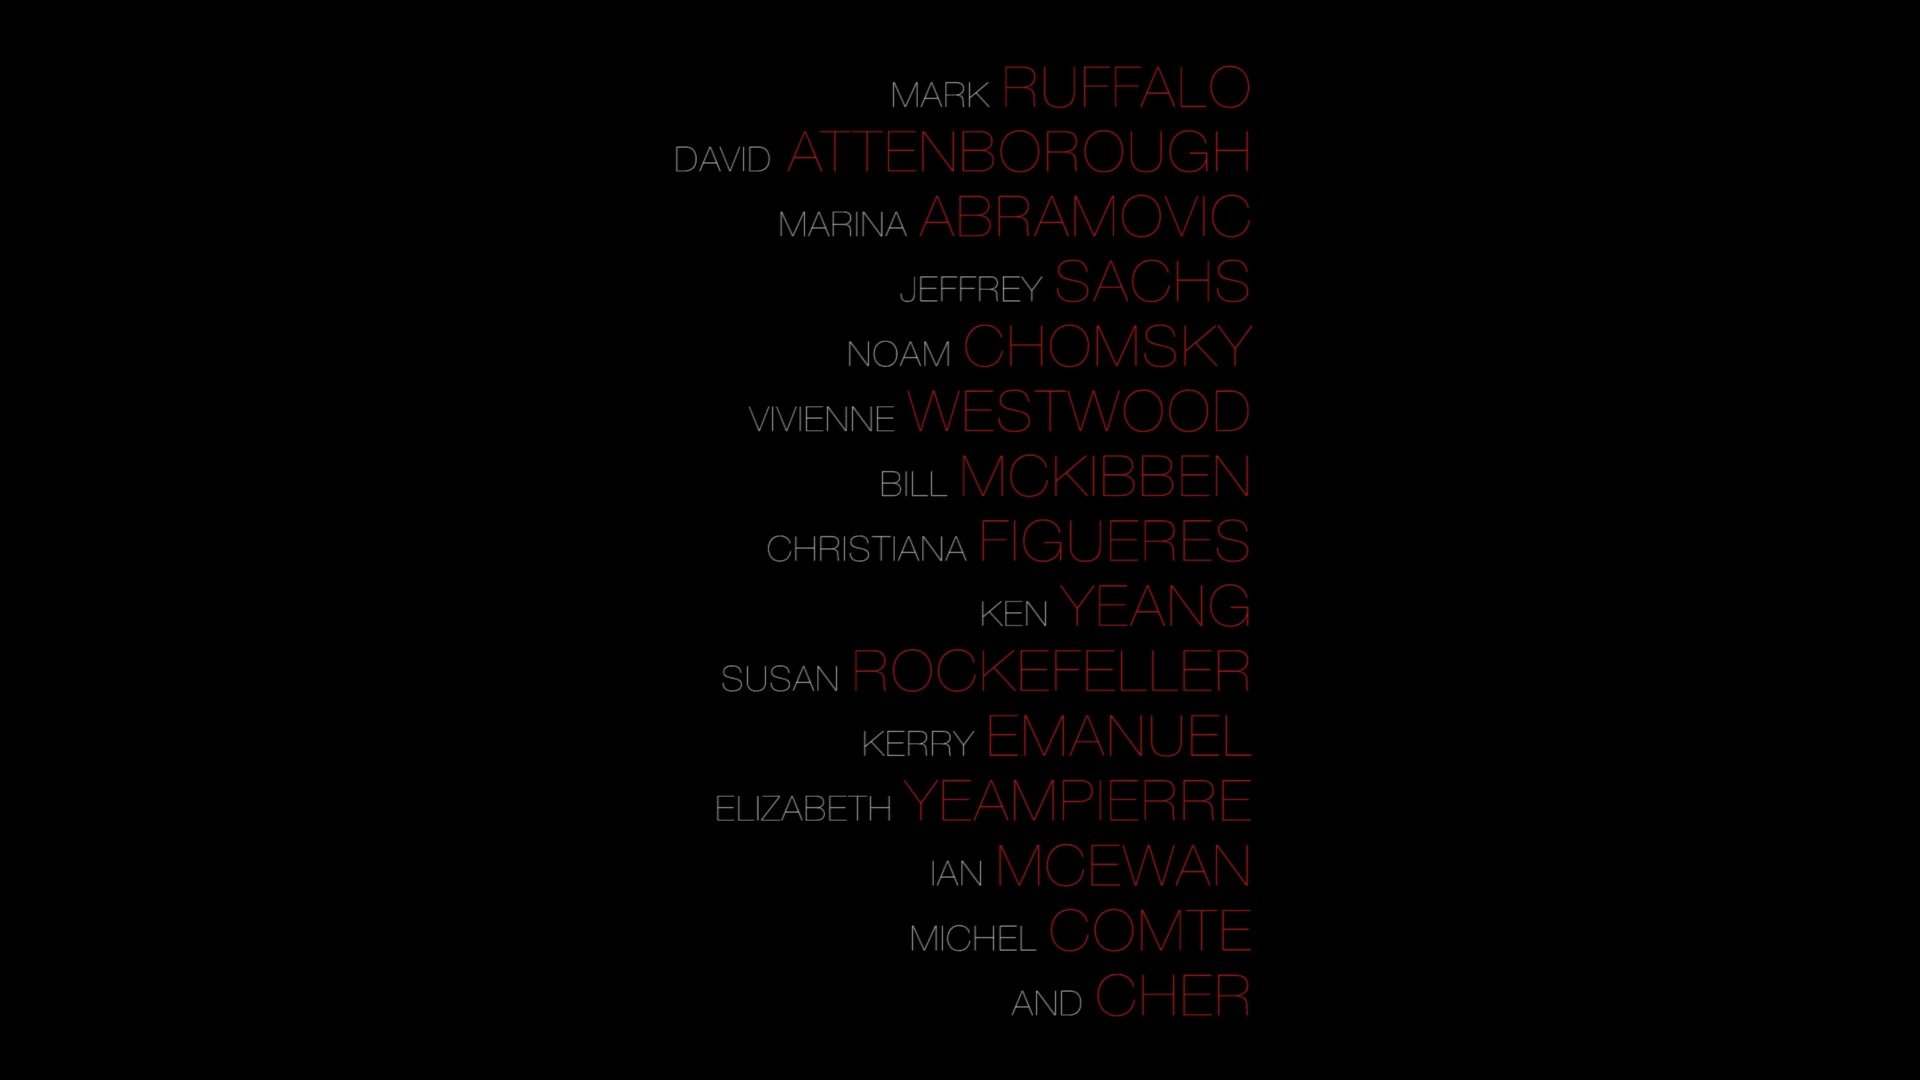 MARK RUFFALO
DAVID ATTENBOROUGH
MARINA ABRAMOVIC
JEFFREY SACHS
NOAM CHOMSKY
VIVIENNE WESTWOOD
BILL MCKIBBEN
CHRISTIANA FIGUERES
KEN YEANG
SUSAN ROCKEFELLER
KERRY EMANUEL
ELIZABETH YEAMPIERRE
IAN MCEWAN
MICHEL COMTE
AND CHER